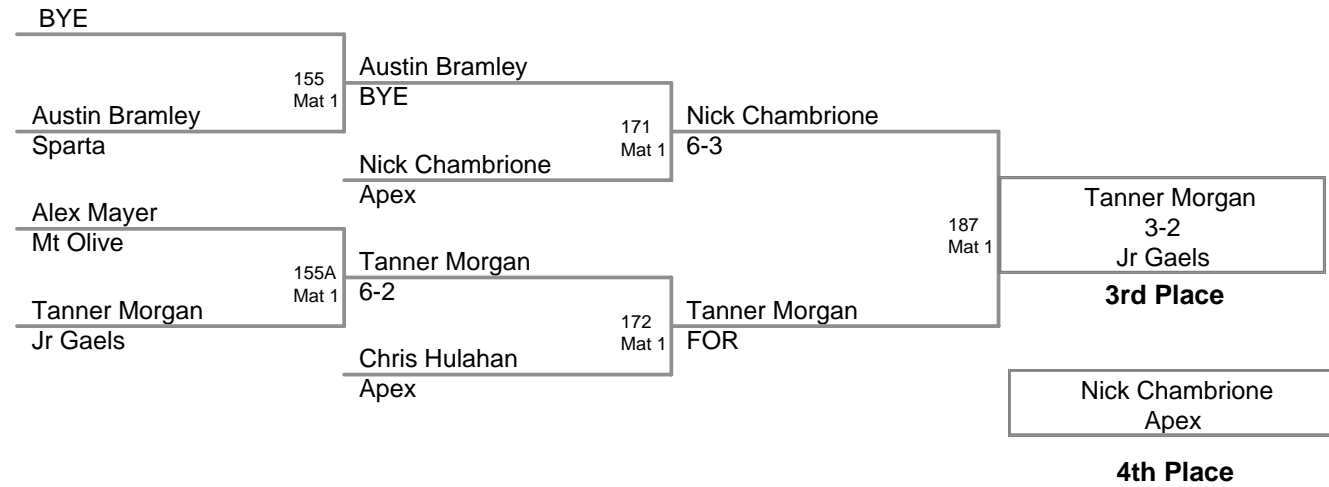 BYE
155
Mat 1
Austin Bramley
Sparta
Austin Bramley
BYE
171
Mat 1
Nick Chambrione
Apex
Nick Chambrione
6-3
Alex Mayer
Mt Olive
155A
Mat 1
Tanner Morgan
Jr Gaels
Tanner Morgan
6-2
172
Mat 1
Chris Hulahan
Apex
Tanner Morgan
FOR
187
Mat 1
Tanner Morgan
3-2
Jr Gaels
3rd Place
Nick Chambrione
Apex
4th Place